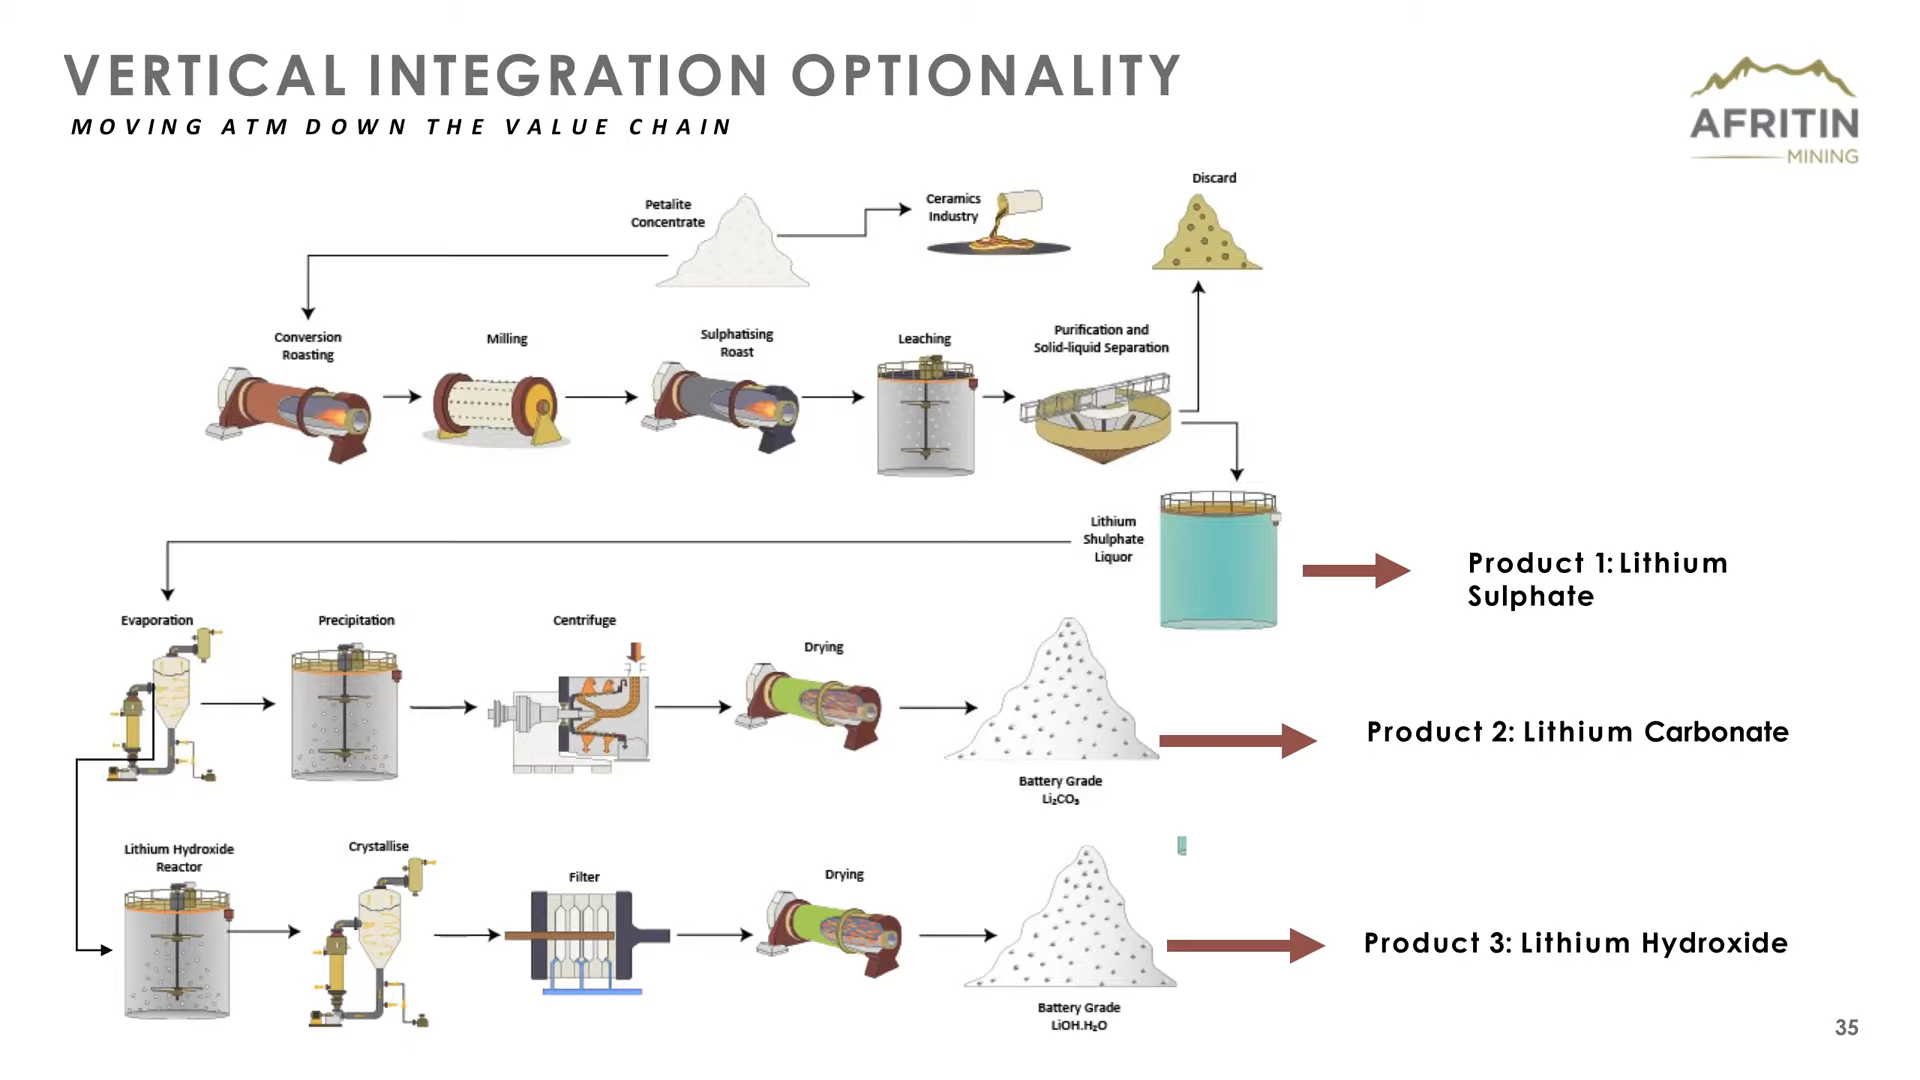 VERTICAL INTEGRATION OPTIONALITY
MOVING ATM DOWN THE VALUE CHAIN
AFRITIN
MINING
Petalite
Concentrate
Ceramics
Industry
Discard
Conversion
Roasting
Milling
Sulphatising
Roast
Leaching
Purification and
Solid-liquid Separation
Lithium
Shulphate
Liquor
Product 1: Lithium
Sulphate
Evaporation
Precipitation
Centrifuge
Drying
Battery Grade
Li₂CO₃
Product 2: Lithium Carbonate
Lithium Hydroxide
Reactor
Crystallise
Filter
Drying
Battery Grade
LiOH.H₂O
Product 3: Lithium Hydroxide
35